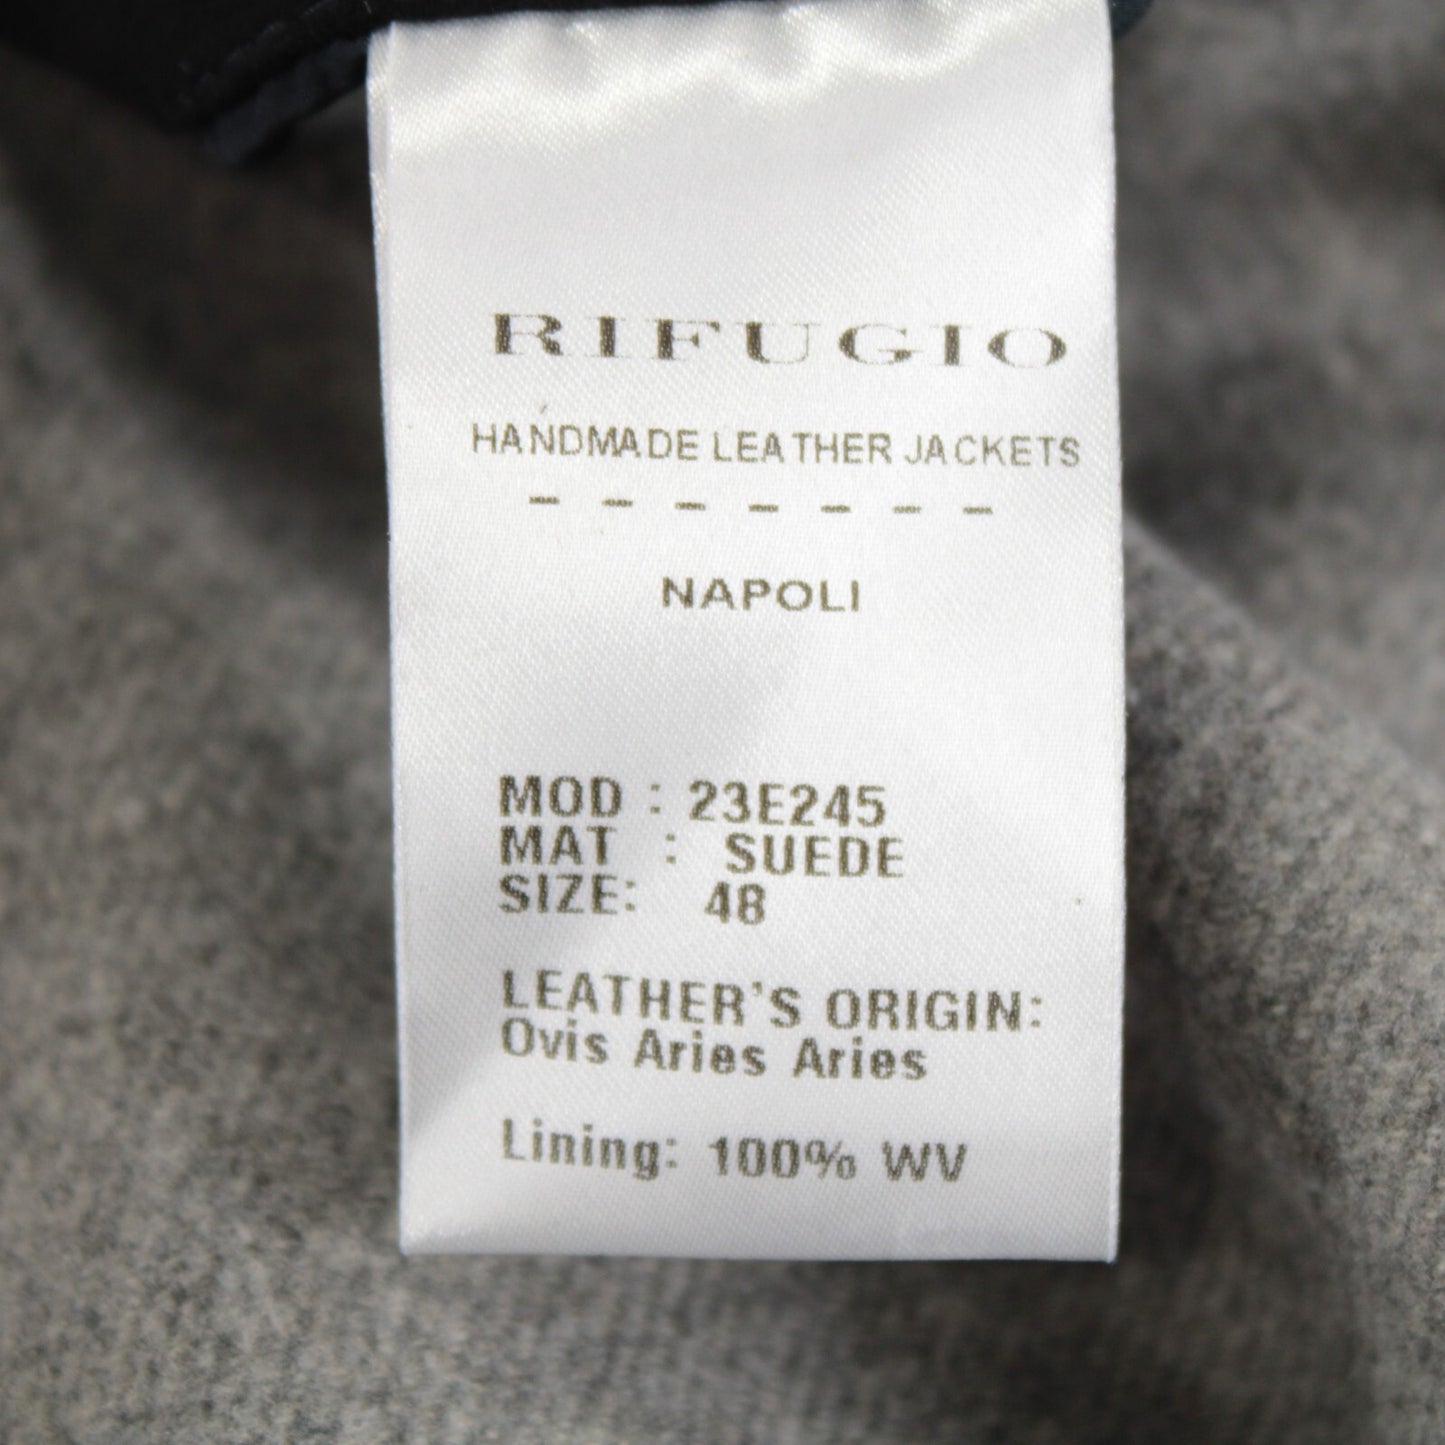 RIFUGIO
HANDMADE LEATHER JACKETS
- - - - - - -
NAPOLI
MOD : 23E245
MAT : SUEDE
SIZE: 48
LEATHER'S ORIGIN:
Ovis Aries Aries
Lining: 100% WV